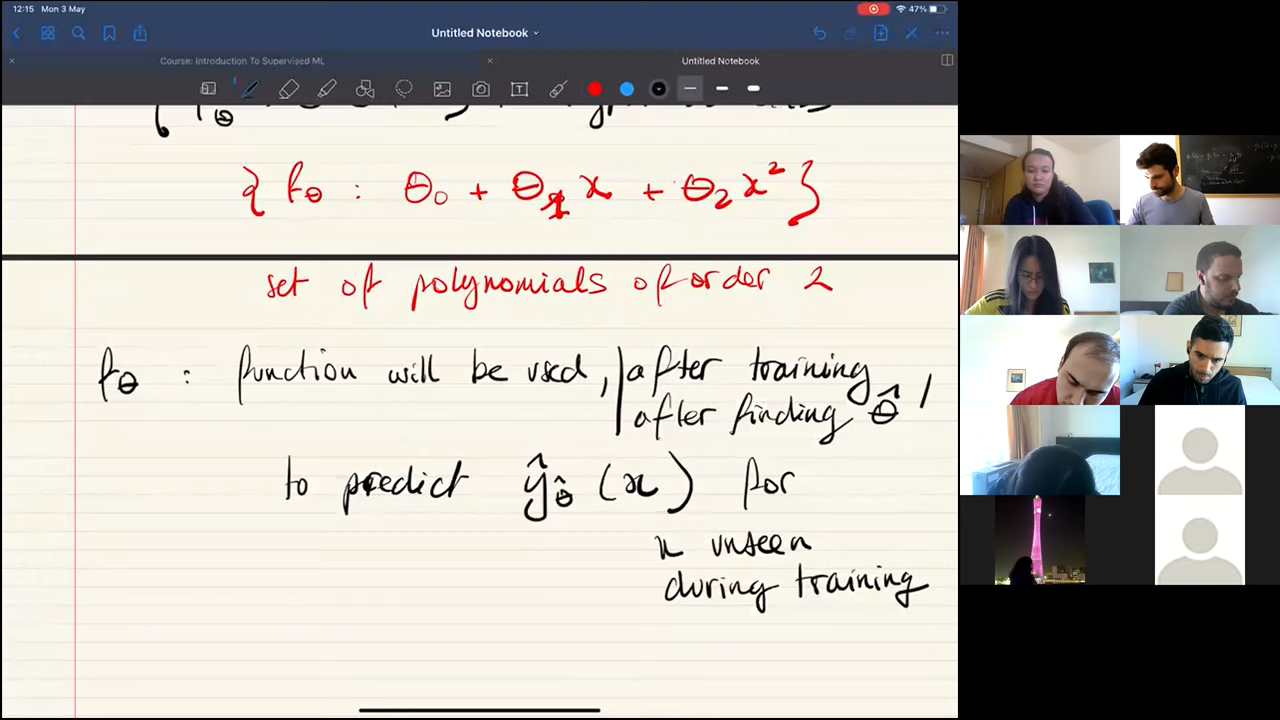 12:15 Mon 3 May
47%
Untitled Notebook
Course: Introduction To Supervised ML
Untitled Notebook
{ fθ : θ0 + θ1 x + θ2 x² }
set of polynomials of order 2
fθ : function will be used, | after training
after finding θ̂ /
to predict ŷθ̂ (x) for
x unseen
during training